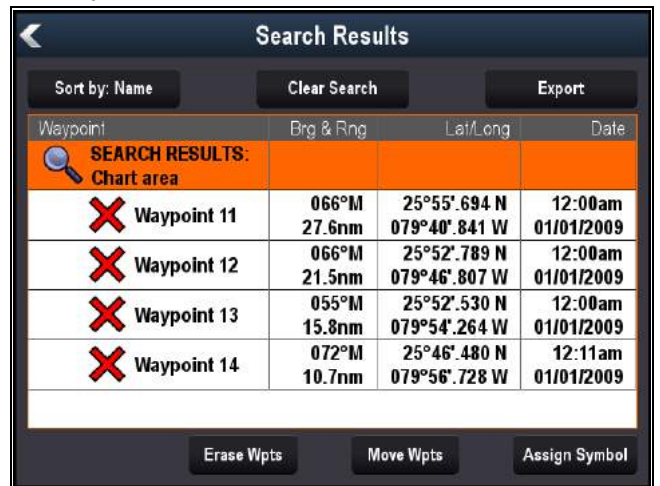 Search Results
Sort by: Name Clear Search Export
Waypoint Brg & Rng Lat/Long Date
SEARCH RESULTS:
Chart area
Waypoint 11 066°M 25°55'.694 N 12:00am
27.6nm 079°40'.841 W 01/01/2009
Waypoint 12 066°M 25°52'.789 N 12:00am
21.5nm 079°46'.807 W 01/01/2009
Waypoint 13 055°M 25°52'.530 N 12:00am
15.8nm 079°54'.264 W 01/01/2009
Waypoint 14 072°M 25°46'.480 N 12:11am
10.7nm 079°56'.728 W 01/01/2009
Erase Wpts Move Wpts Assign Symbol